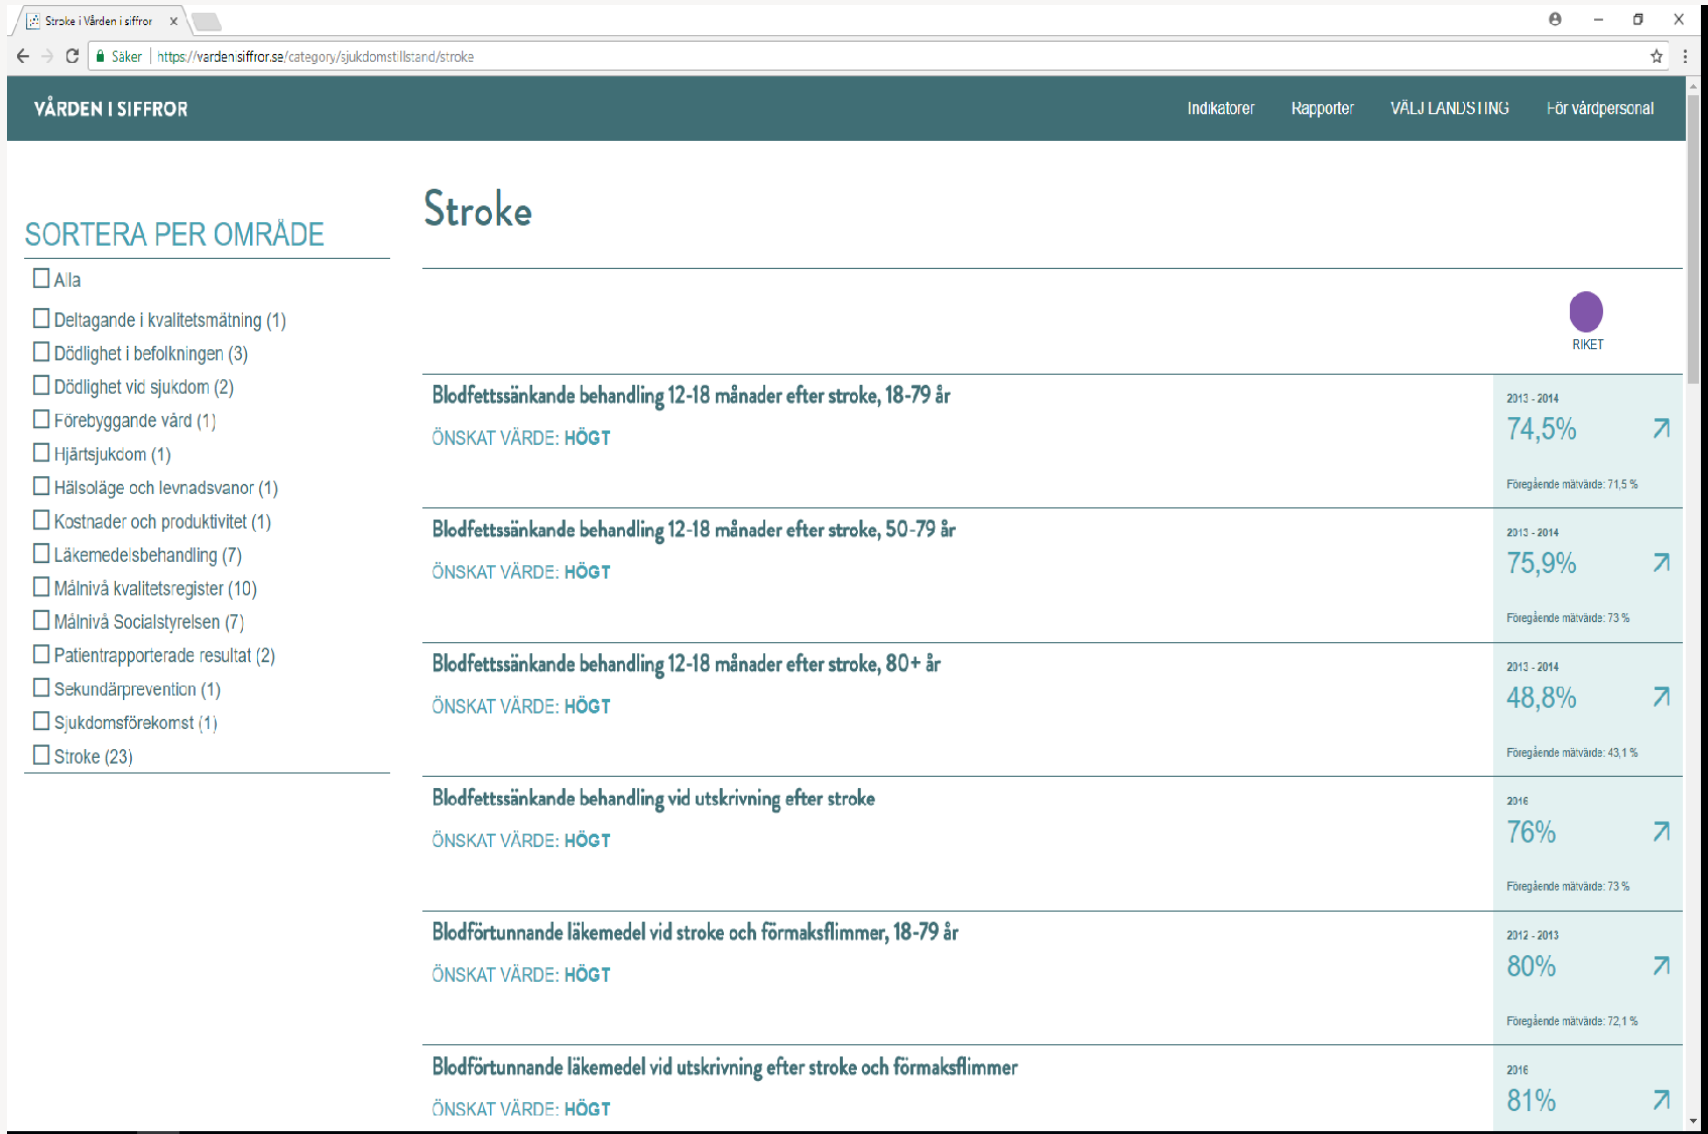 Stroke i Vården i siffror
Säker | https://vardenisiffror.se/category/sjukdomstillstand/stroke
VÅRDEN I SIFFROR
Indikatorer Rapporter VÄLJ LANDSTING För vårdpersonal
SORTERA PER OMRÅDE
Alla
Deltagande i kvalitetsmätning (1)
Dödlighet i befolkningen (3)
Dödlighet vid sjukdom (2)
Förebyggande vård (1)
Hjärtsjukdom (1)
Hälsoläge och levnadsvanor (1)
Kostnader och produktivitet (1)
Läkemedelsbehandling (7)
Målnivå kvalitetsregister (10)
Målnivå Socialstyrelsen (7)
Patientrapporterade resultat (2)
Sekundärprevention (1)
Sjukdomsförekomst (1)
Stroke (23)
Stroke
RIKET
Blodfettssänkande behandling 12-18 månader efter stroke, 18-79 år
ÖNSKAT VÄRDE: HÖGT
2013 - 2014
74,5%
Föregående mätvärde: 71,5 %
Blodfettssänkande behandling 12-18 månader efter stroke, 50-79 år
ÖNSKAT VÄRDE: HÖGT
2013 - 2014
75,9%
Föregående mätvärde: 73 %
Blodfettssänkande behandling 12-18 månader efter stroke, 80+ år
ÖNSKAT VÄRDE: HÖGT
2013 - 2014
48,8%
Föregående mätvärde: 43,1 %
Blodfettssänkande behandling vid utskrivning efter stroke
ÖNSKAT VÄRDE: HÖGT
2016
76%
Föregående mätvärde: 73 %
Blodförtunnande läkemedel vid stroke och förmaksflimmer, 18-79 år
ÖNSKAT VÄRDE: HÖGT
2012 - 2013
80%
Föregående mätvärde: 72,1 %
Blodförtunnande läkemedel vid utskrivning efter stroke och förmaksflimmer
ÖNSKAT VÄRDE: HÖGT
2016
81%